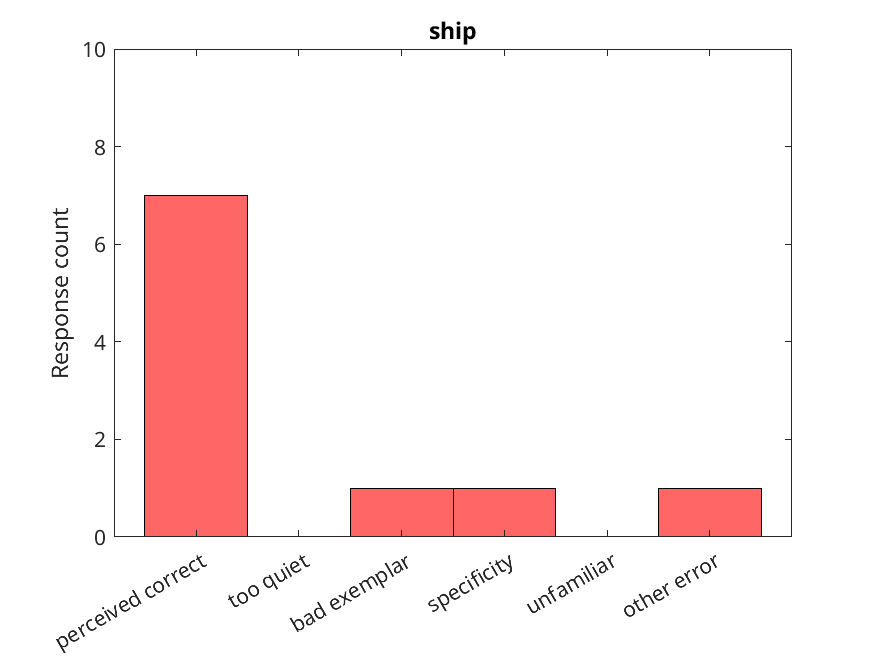 ship
10
8
6
4
2
0
Response count
perceived correct
too quiet
bad exemplar
specificity
unfamiliar
other error